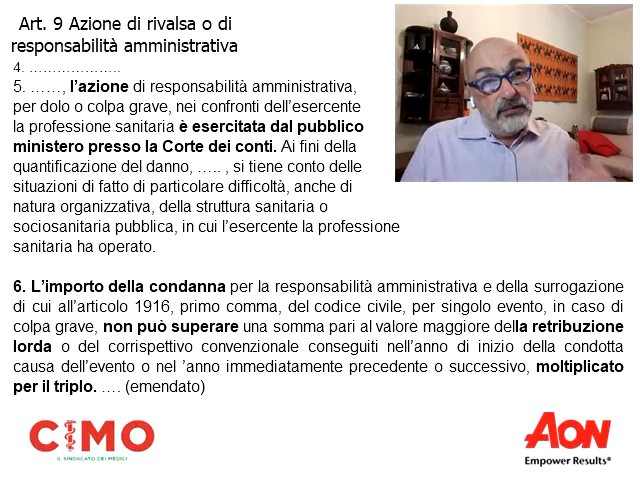 Art. 9 Azione di rivalsa o di
responsabilità amministrativa
4. ………………..
5. ……, l’azione di responsabilità amministrativa,
per dolo o colpa grave, nei confronti dell’esercente
la professione sanitaria è esercitata dal pubblico
ministero presso la Corte dei conti. Ai fini della
quantificazione del danno, ….. , si tiene conto delle
situazioni di fatto di particolare difficoltà, anche di
natura organizzativa, della struttura sanitaria o
sociosanitaria pubblica, in cui l’esercente la professione
sanitaria ha operato.
6. L’importo della condanna per la responsabilità amministrativa e della surrogazione
di cui all’articolo 1916, primo comma, del codice civile, per singolo evento, in caso di
colpa grave, non può superare una somma pari al valore maggiore della retribuzione
lorda o del corrispettivo convenzionale conseguiti nell’anno di inizio della condotta
causa dell’evento o nel ’anno immediatamente precedente o successivo, moltiplicato
per il triplo. …. (emendato)
CIMO
IL SINDACATO DEI MEDICI
AON
Empower Results®